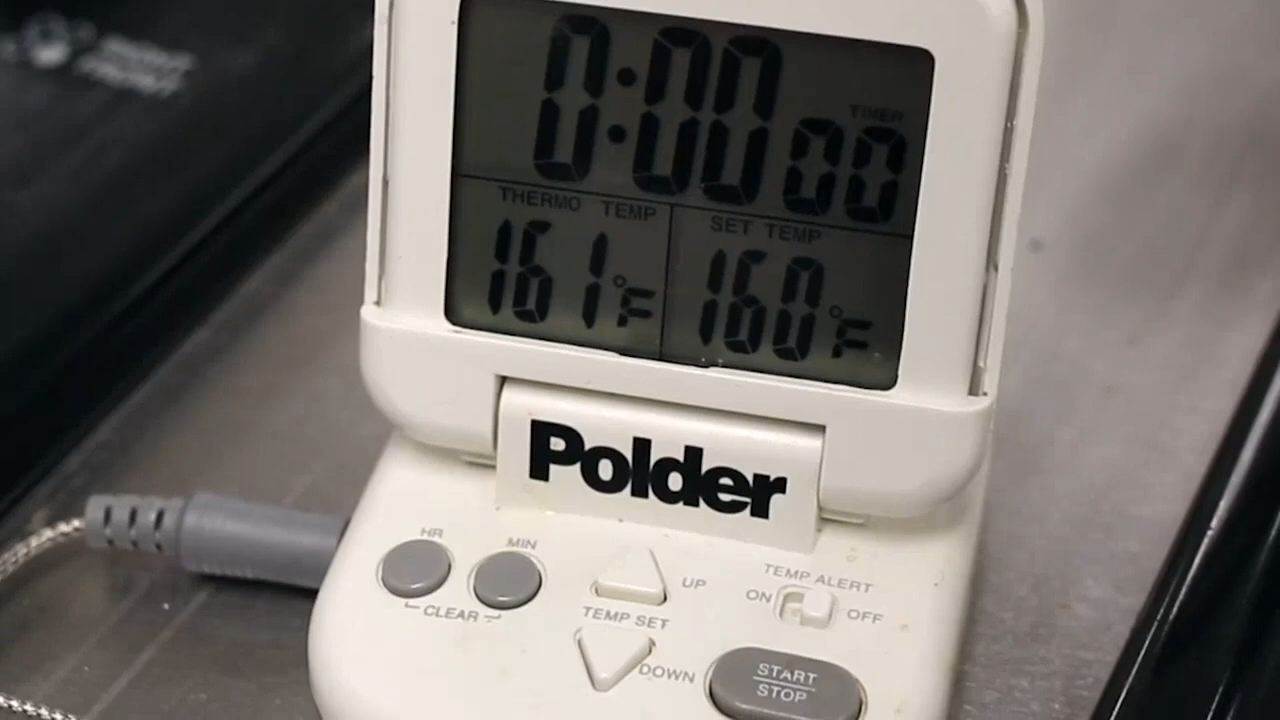 0:00 00
TIMER
THERMO TEMP
SET TEMP
161°F
160°F
Polder
HR
MIN
CLEAR
UP
TEMP SET
DOWN
TEMP ALERT
ON
OFF
START
STOP